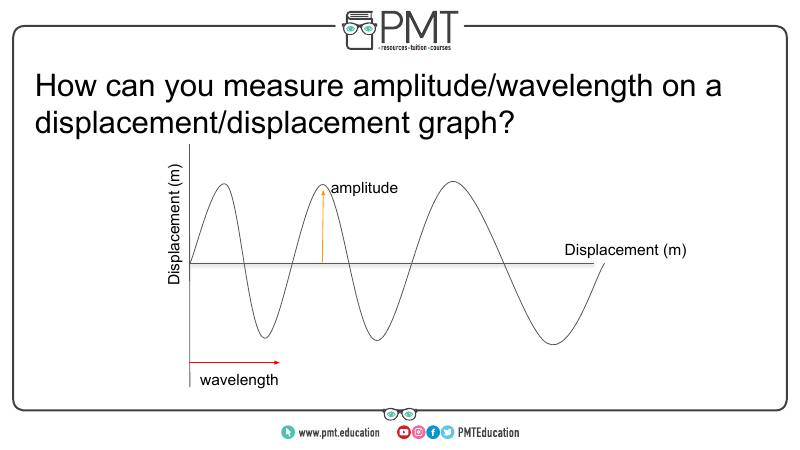 PMT
•resources•tuition•courses
How can you measure amplitude/wavelength on a
displacement/displacement graph?
amplitude
Displacement (m)
Displacement (m)
wavelength
www.pmt.education
PMTEducation